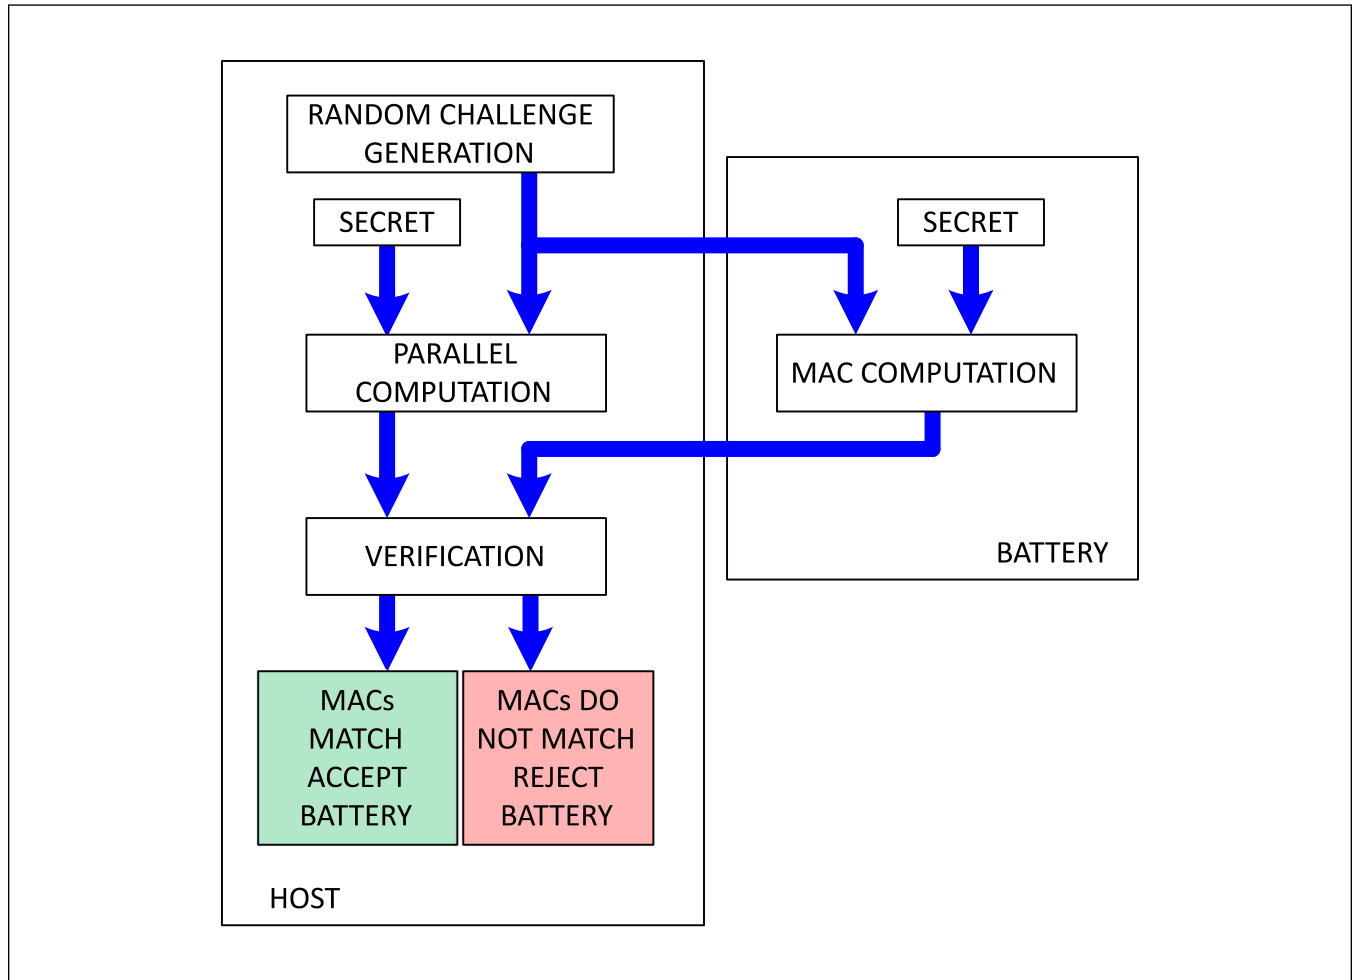 RANDOM CHALLENGE
GENERATION
SECRET
SECRET
PARALLEL
COMPUTATION
MAC COMPUTATION
VERIFICATION
BATTERY
MACs
MATCH
ACCEPT
BATTERY
MACs DO
NOT MATCH
REJECT
BATTERY
HOST